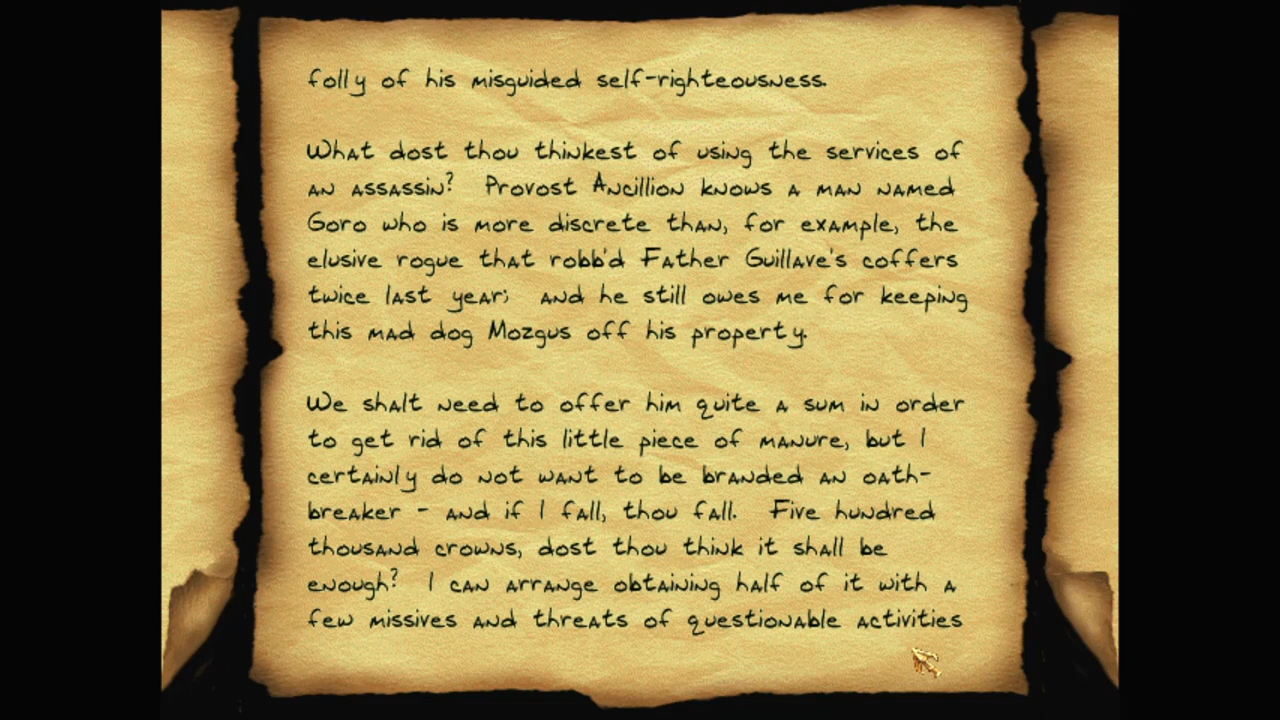 folly of his misguided self-righteousness.
What dost thou thinkest of using the services of
an assassin? Provost Ancillion knows a man named
Goro who is more discrete than, for example, the
elusive rogue that robb'd Father Guillave's coffers
twice last year; and he still owes me for keeping
this mad dog Mozgus off his property.
We shalt need to offer him quite a sum in order
to get rid of this little piece of manure, but I
certainly do not want to be branded an oath-
breaker - and if I fall, thou fall. Five hundred
thousand crowns, dost thou think it shall be
enough? I can arrange obtaining half of it with a
few missives and threats of questionable activities